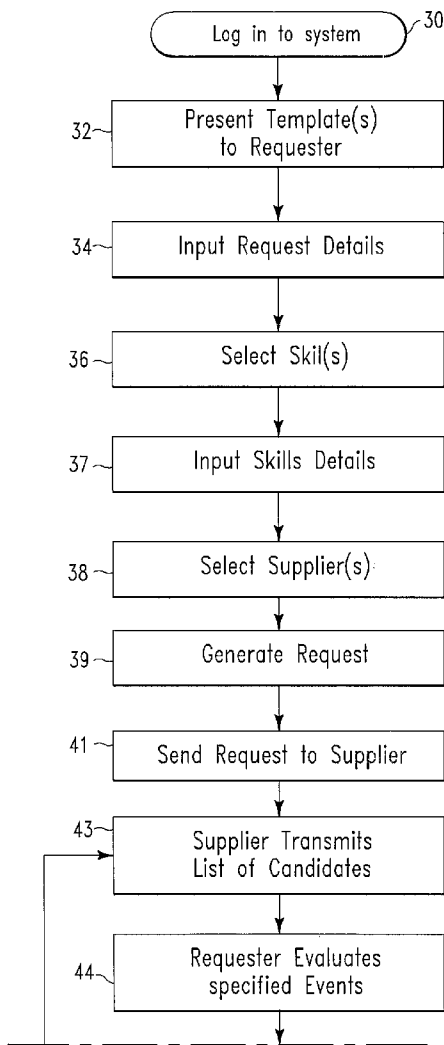 Log in to system
30
32
Present Template(s)
to Requester
34
Input Request Details
36
Select Skil(s)
37
Input Skills Details
38
Select Supplier(s)
39
Generate Request
41
Send Request to Supplier
43
Supplier Transmits
List of Candidates
44
Requester Evaluates
specified Events